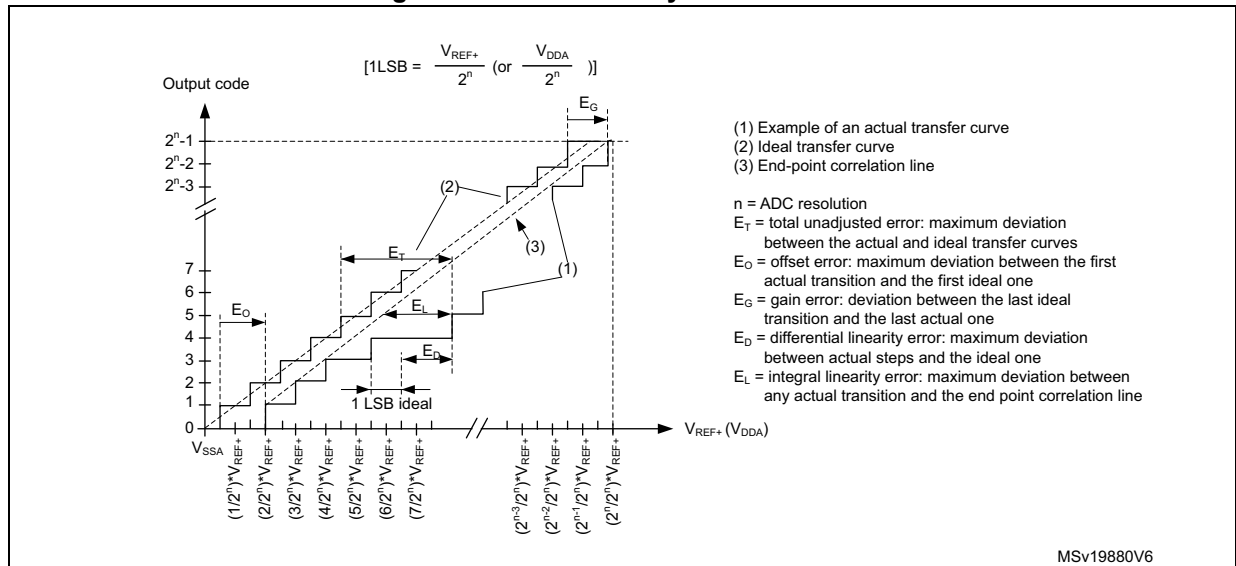 [1LSB = V_REF+ / 2^n (or V_DDA / 2^n )]
Output code
E_G
2^n-1
2^n-2
2^n-3
(2)
(3)
(1)
7
6
5
4
3
2
1
0
E_T
E_O
E_L
E_D
1 LSB ideal
V_SSA
V_REF+ (V_DDA)
(1/2^n)*V_REF+
(2/2^n)*V_REF+
(3/2^n)*V_REF+
(4/2^n)*V_REF+
(5/2^n)*V_REF+
(6/2^n)*V_REF+
(7/2^n)*V_REF+
(2^n-3/2^n)*V_REF+
(2^n-2/2^n)*V_REF+
(2^n-1/2^n)*V_REF+
(2^n/2^n)*V_REF+
(1) Example of an actual transfer curve
(2) Ideal transfer curve
(3) End-point correlation line
n = ADC resolution
E_T = total unadjusted error: maximum deviation
between the actual and ideal transfer curves
E_O = offset error: maximum deviation between the first
actual transition and the first ideal one
E_G = gain error: deviation between the last ideal
transition and the last actual one
E_D = differential linearity error: maximum deviation
between actual steps and the ideal one
E_L = integral linearity error: maximum deviation between
any actual transition and the end point correlation line
MSv19880V6